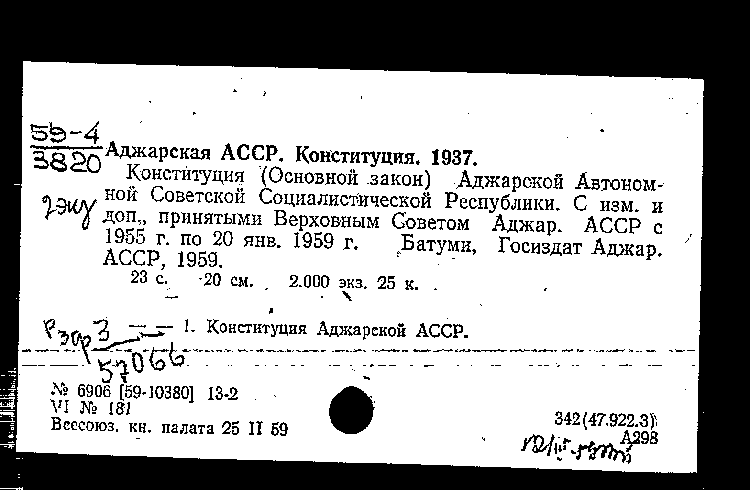 59-4
3820
Аджарская АССР. Конституция. 1937.
Конституция (Основной закон) Аджарской Автоном-
ной Советской Социалистической Республики. С изм. и
доп., принятыми Верховным Советом Аджар. АССР с
1955 г. по 20 янв. 1959 г. Батуми, Госиздат Аджар.
АССР, 1959.
23 с. 20 см. 2.000 экз. 25 к.
2экз
1. Конституция Аджарской АССР.
57066
№ 6906 [59-10380] 13-2
VI № 181
Всесоюз. кн. палата 25 II 59
342(47.922.3)
А298